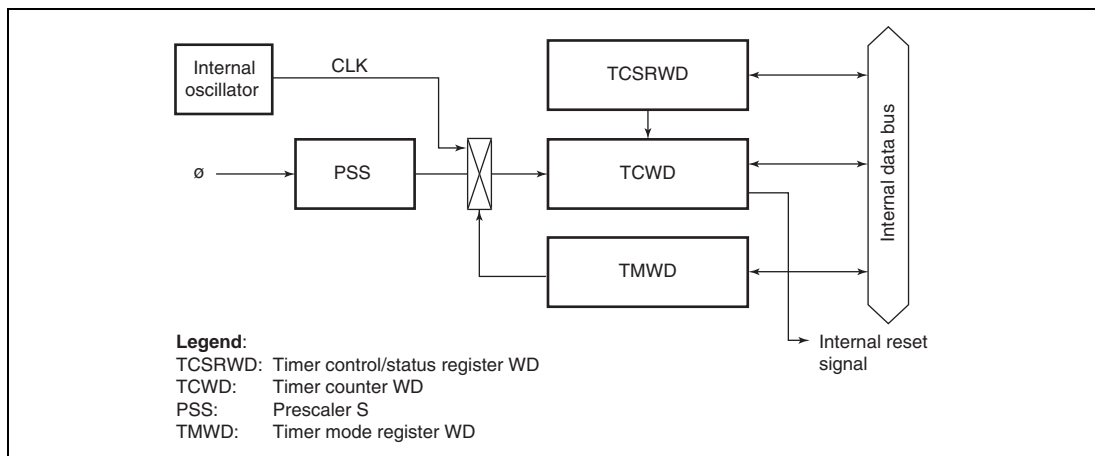 Internal
oscillator
CLK
TCSRWD
ø
PSS
TCWD
Internal data bus
TMWD
Internal reset
signal
Legend:
TCSRWD: Timer control/status register WD
TCWD: Timer counter WD
PSS: Prescaler S
TMWD: Timer mode register WD